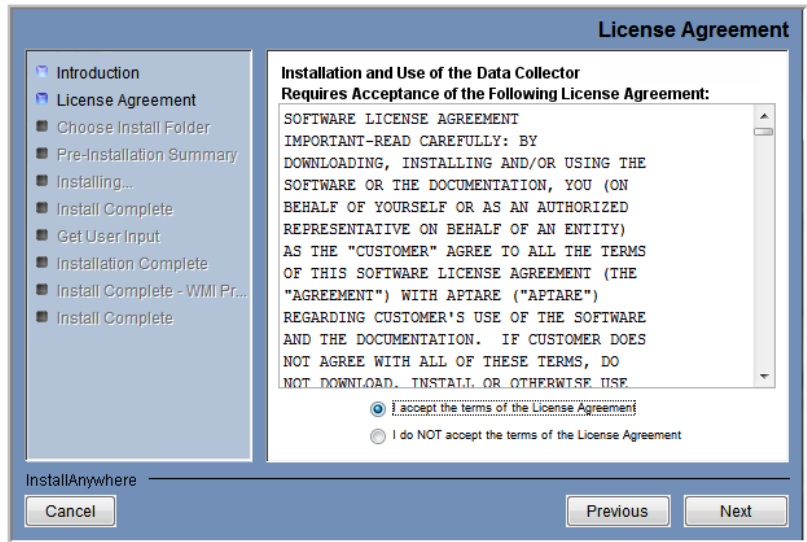 License Agreement
Introduction
License Agreement
Choose Install Folder
Pre-Installation Summary
Installing...
Install Complete
Get User Input
Installation Complete
Install Complete - WMI Pr...
Install Complete
Installation and Use of the Data Collector
Requires Acceptance of the Following License Agreement:
SOFTWARE LICENSE AGREEMENT
IMPORTANT-READ CAREFULLY: BY
DOWNLOADING, INSTALLING AND/OR USING THE
SOFTWARE OR THE DOCUMENTATION, YOU (ON
BEHALF OF YOURSELF OR AS AN AUTHORIZED
REPRESENTATIVE ON BEHALF OF AN ENTITY)
AS THE "CUSTOMER" AGREE TO ALL THE TERMS
OF THIS SOFTWARE LICENSE AGREEMENT (THE
"AGREEMENT") WITH APTARE ("APTARE")
REGARDING CUSTOMER'S USE OF THE SOFTWARE
AND THE DOCUMENTATION.  IF CUSTOMER DOES
NOT AGREE WITH ALL OF THESE TERMS, DO
NOT DOWNLOAD, INSTALL OR OTHERWISE USE
I accept the terms of the License Agreement
I do NOT accept the terms of the License Agreement
InstallAnywhere
Cancel
Previous
Next